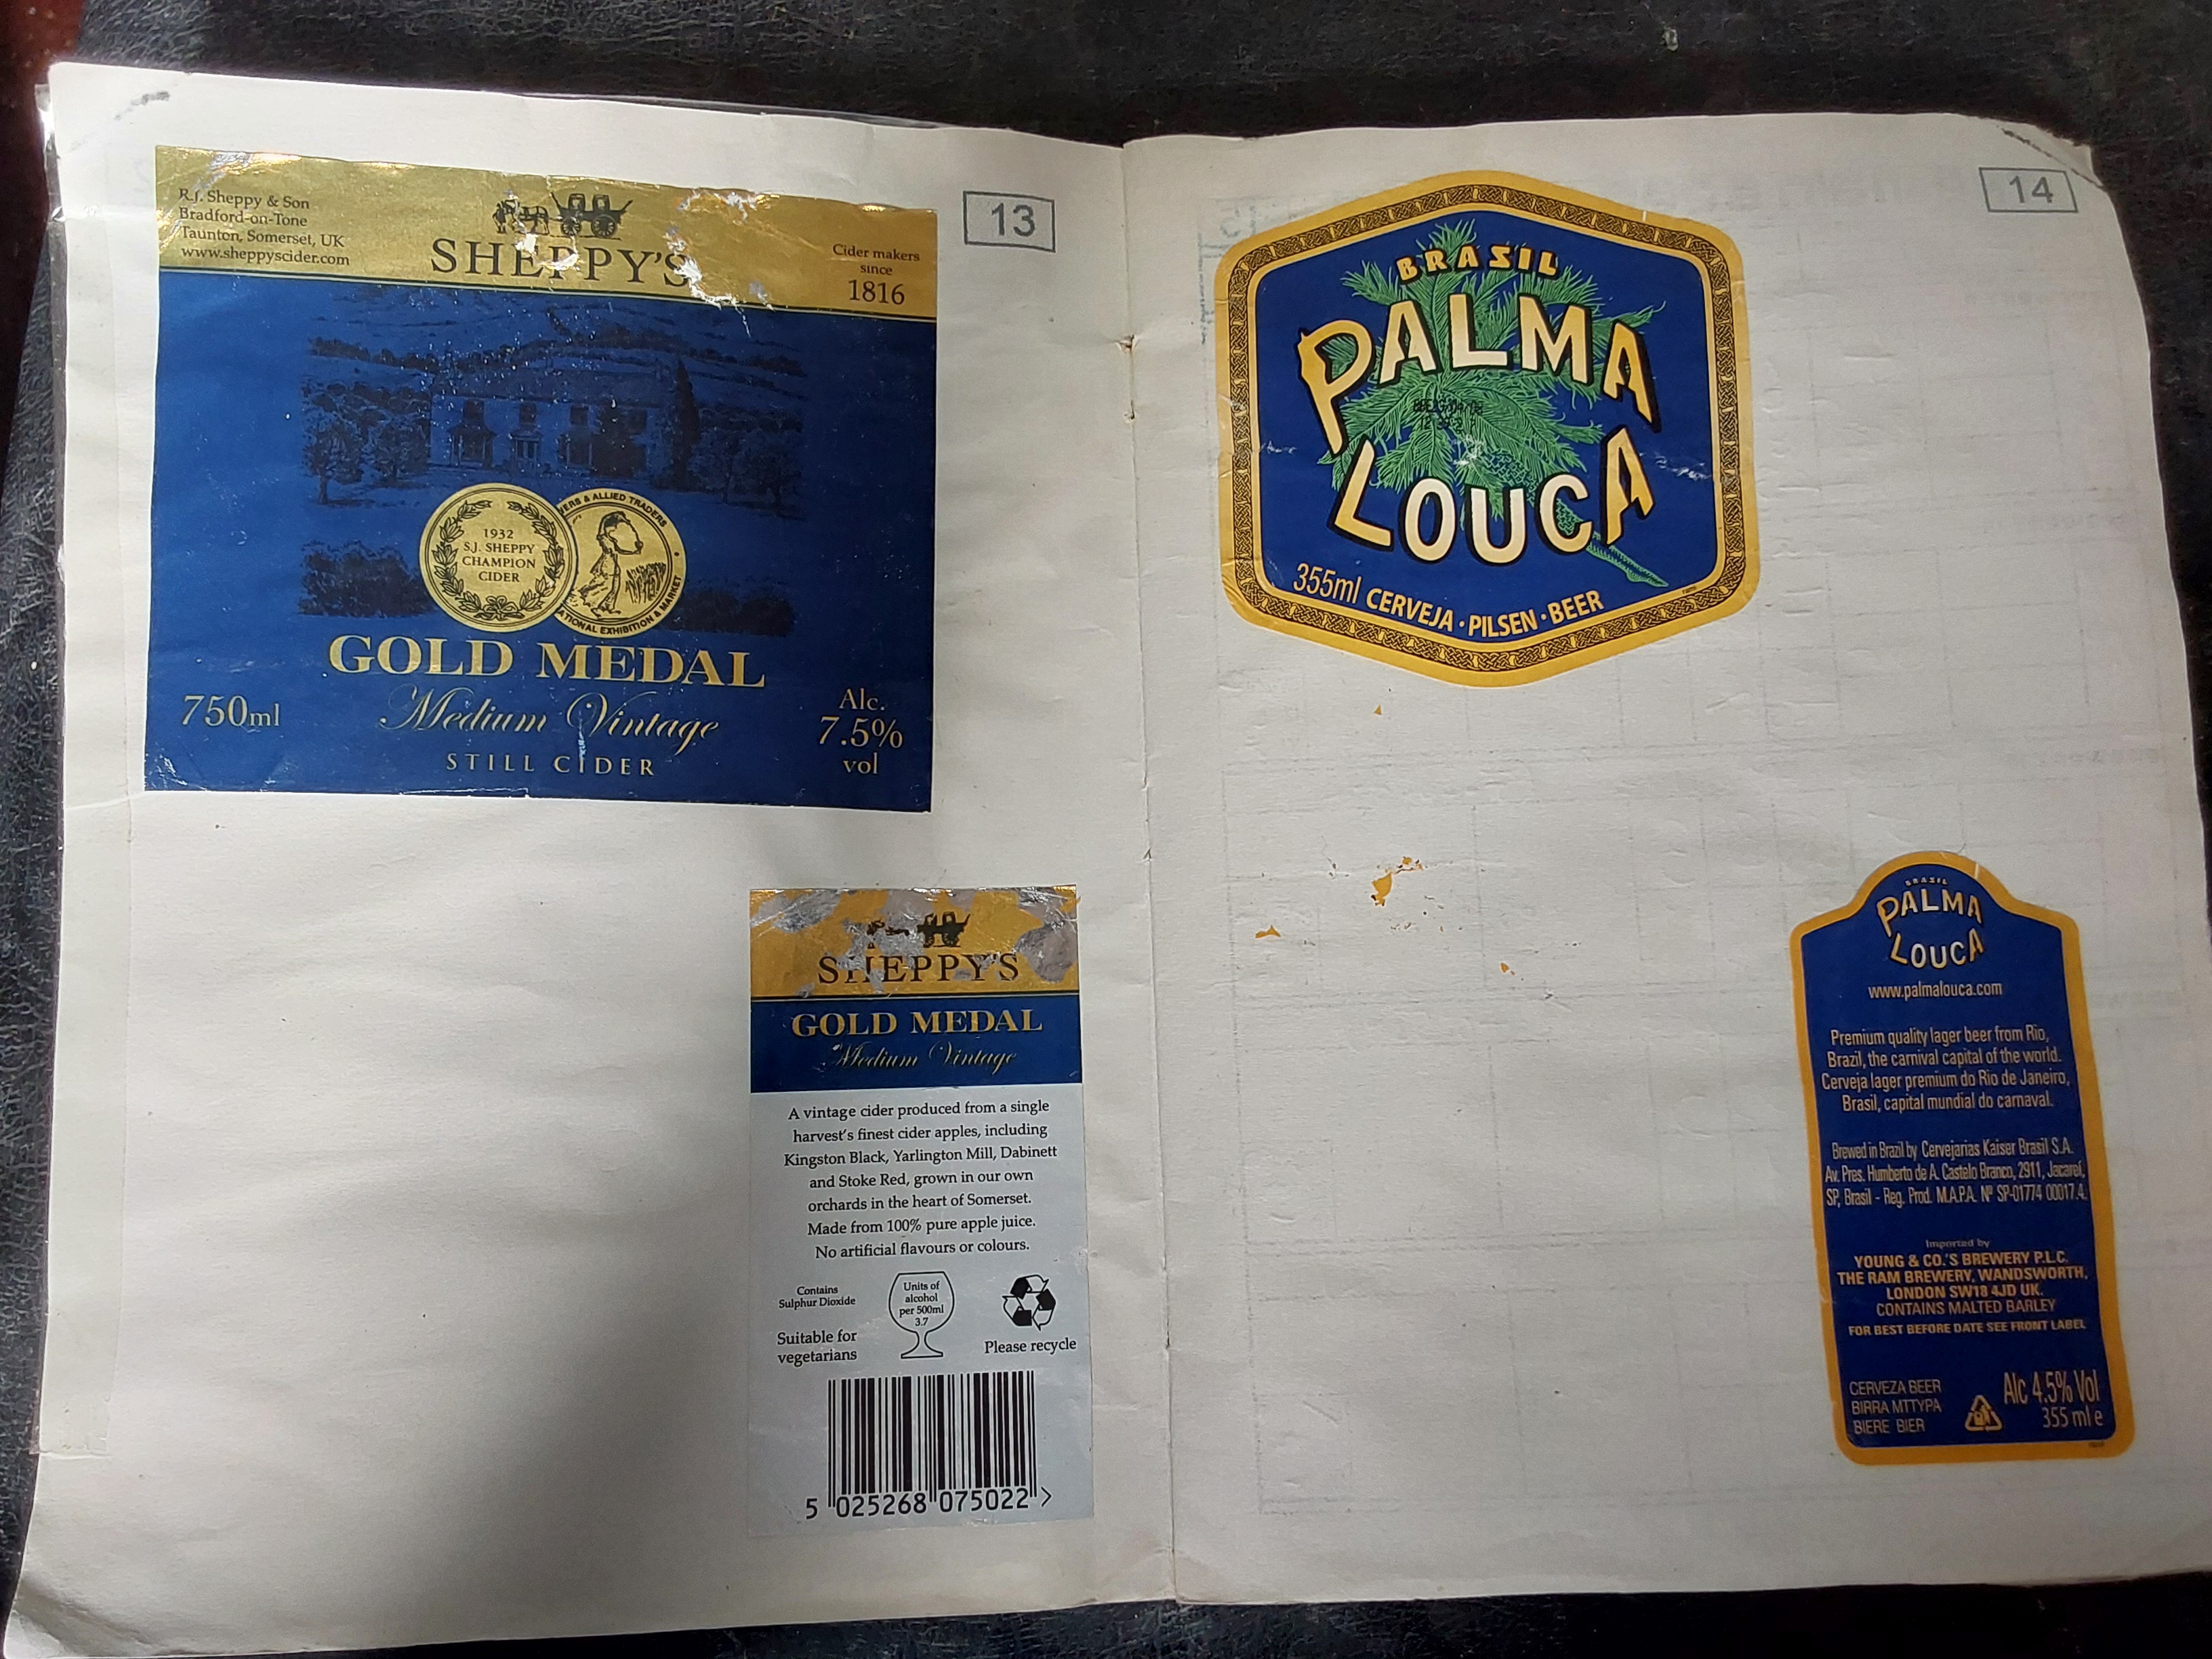 R.J. Sheppy & Son
Bradford-on-Tone
Taunton, Somerset, UK
www.sheppyscider.com
SHEPPY'S
Cider makers
since
1816
13
1932
S.J. SHEPPY
CHAMPION
CIDER
ERS & ALLIED TRADERS
ATIONAL EXHIBITION & MARKET
GOLD MEDAL
Medium Vintage
STILL CIDER
750ml
Alc.
7.5%
vol
SHEPPY'S
GOLD MEDAL
Medium Vintage
A vintage cider produced from a single
harvest's finest cider apples, including
Kingston Black, Yarlington Mill, Dabinett
and Stoke Red, grown in our own
orchards in the heart of Somerset.
Made from 100% pure apple juice.
No artificial flavours or colours.
Contains
Sulphur Dioxide
Suitable for
vegetarians
Units of
alcohol
per 500ml
3.7
Please recycle
5 025268 075022 >
14
BRASIL
PALMA
LOUCA
355ml CERVEJA · PILSEN · BEER
BRASIL
PALMA
LOUCA
www.palmalouca.com
Premium quality lager beer from Rio,
Brazil, the carnival capital of the world.
Cerveja lager premium do Rio de Janeiro,
Brasil, capital mundial do carnaval.
Brewed in Brazil by Cervejarias Kaiser Brasil S.A.
Av. Pres. Humberto de A. Castelo Branco, 2911, Jacareí,
SP, Brasil - Reg. Prod. M.A.P.A. Nº SP-01774 00017.4.
Imported by
YOUNG & CO.'S BREWERY P.L.C.
THE RAM BREWERY, WANDSWORTH,
LONDON SW18 4JD UK.
CONTAINS MALTED BARLEY
FOR BEST BEFORE DATE SEE FRONT LABEL
CERVEZA BEER
BIRRA MTTYPA
BIERE BIER
Alc 4.5% Vol
355 ml e